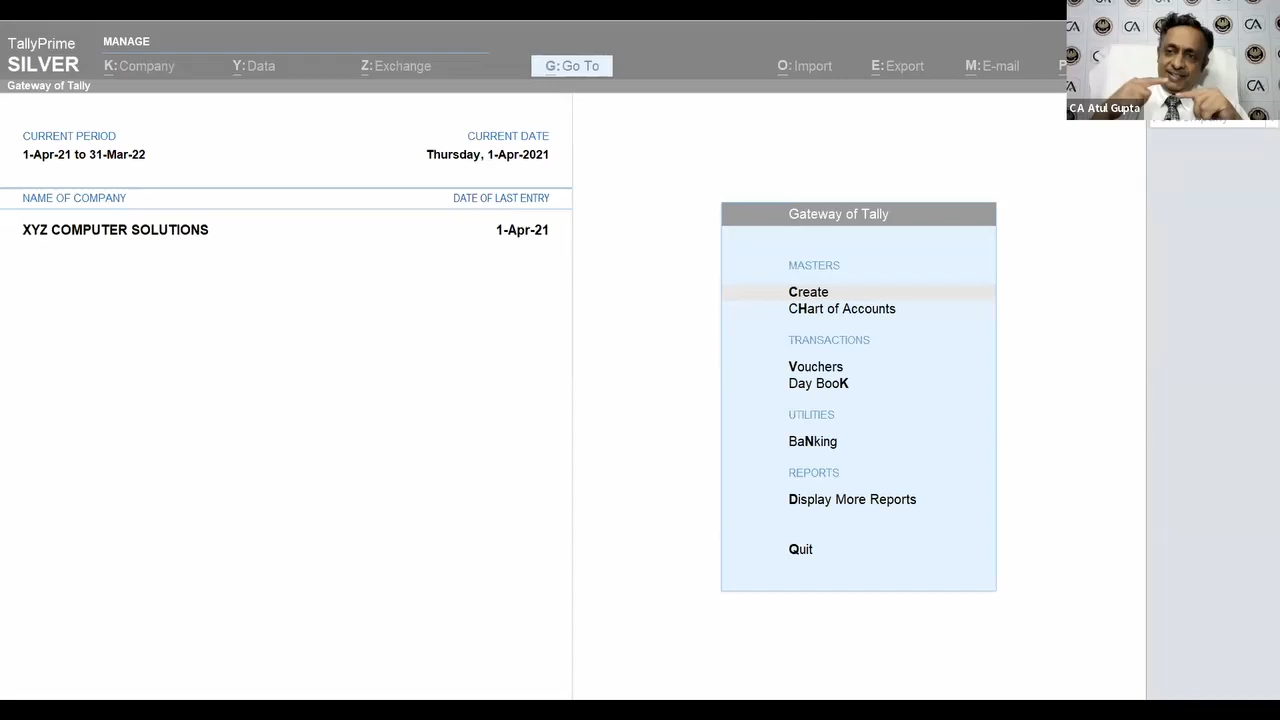 TallyPrime
SILVER
MANAGE
K: Company
Y: Data
Z: Exchange
G: Go To
O: Import
E: Export
M: E-mail
Gateway of Tally
CA
CA Atul Gupta
CURRENT PERIOD
CURRENT DATE
1-Apr-21 to 31-Mar-22
Thursday, 1-Apr-2021
NAME OF COMPANY
DATE OF LAST ENTRY
XYZ COMPUTER SOLUTIONS
1-Apr-21
Gateway of Tally
MASTERS
Create
CHart of Accounts
TRANSACTIONS
Vouchers
Day BooK
UTILITIES
BaNking
REPORTS
Display More Reports
Quit